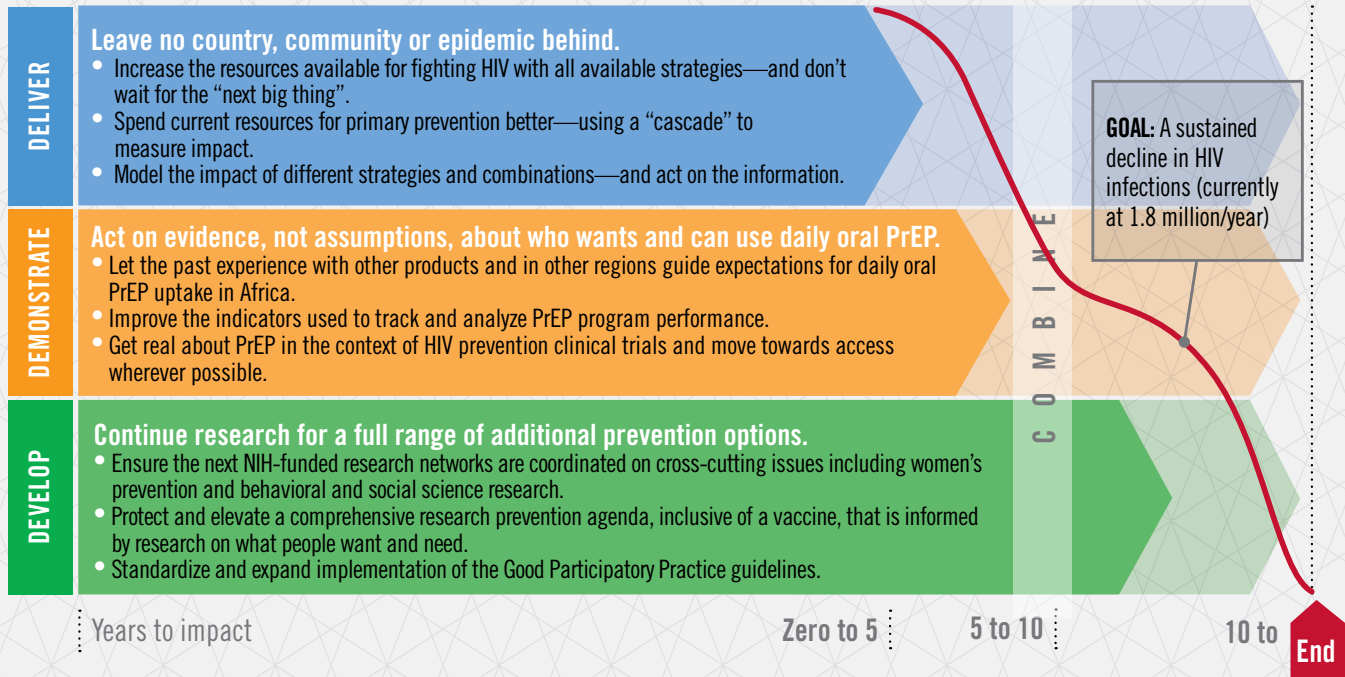 DELIVER
Leave no country, community or epidemic behind.
• Increase the resources available for fighting HIV with all available strategies—and don't
wait for the “next big thing”.
• Spend current resources for primary prevention better—using a “cascade” to
measure impact.
• Model the impact of different strategies and combinations—and act on the information.
GOAL: A sustained
decline in HIV
infections (currently
at 1.8 million/year)
DEMONSTRATE
Act on evidence, not assumptions, about who wants and can use daily oral PrEP.
• Let the past experience with other products and in other regions guide expectations for daily oral
PrEP uptake in Africa.
• Improve the indicators used to track and analyze PrEP program performance.
• Get real about PrEP in the context of HIV prevention clinical trials and move towards access
wherever possible.
COMBINE
DEVELOP
Continue research for a full range of additional prevention options.
• Ensure the next NIH-funded research networks are coordinated on cross-cutting issues including women's
prevention and behavioral and social science research.
• Protect and elevate a comprehensive research prevention agenda, inclusive of a vaccine, that is informed
by research on what people want and need.
• Standardize and expand implementation of the Good Participatory Practice guidelines.
Years to impact
Zero to 5
5 to 10
10 to
End